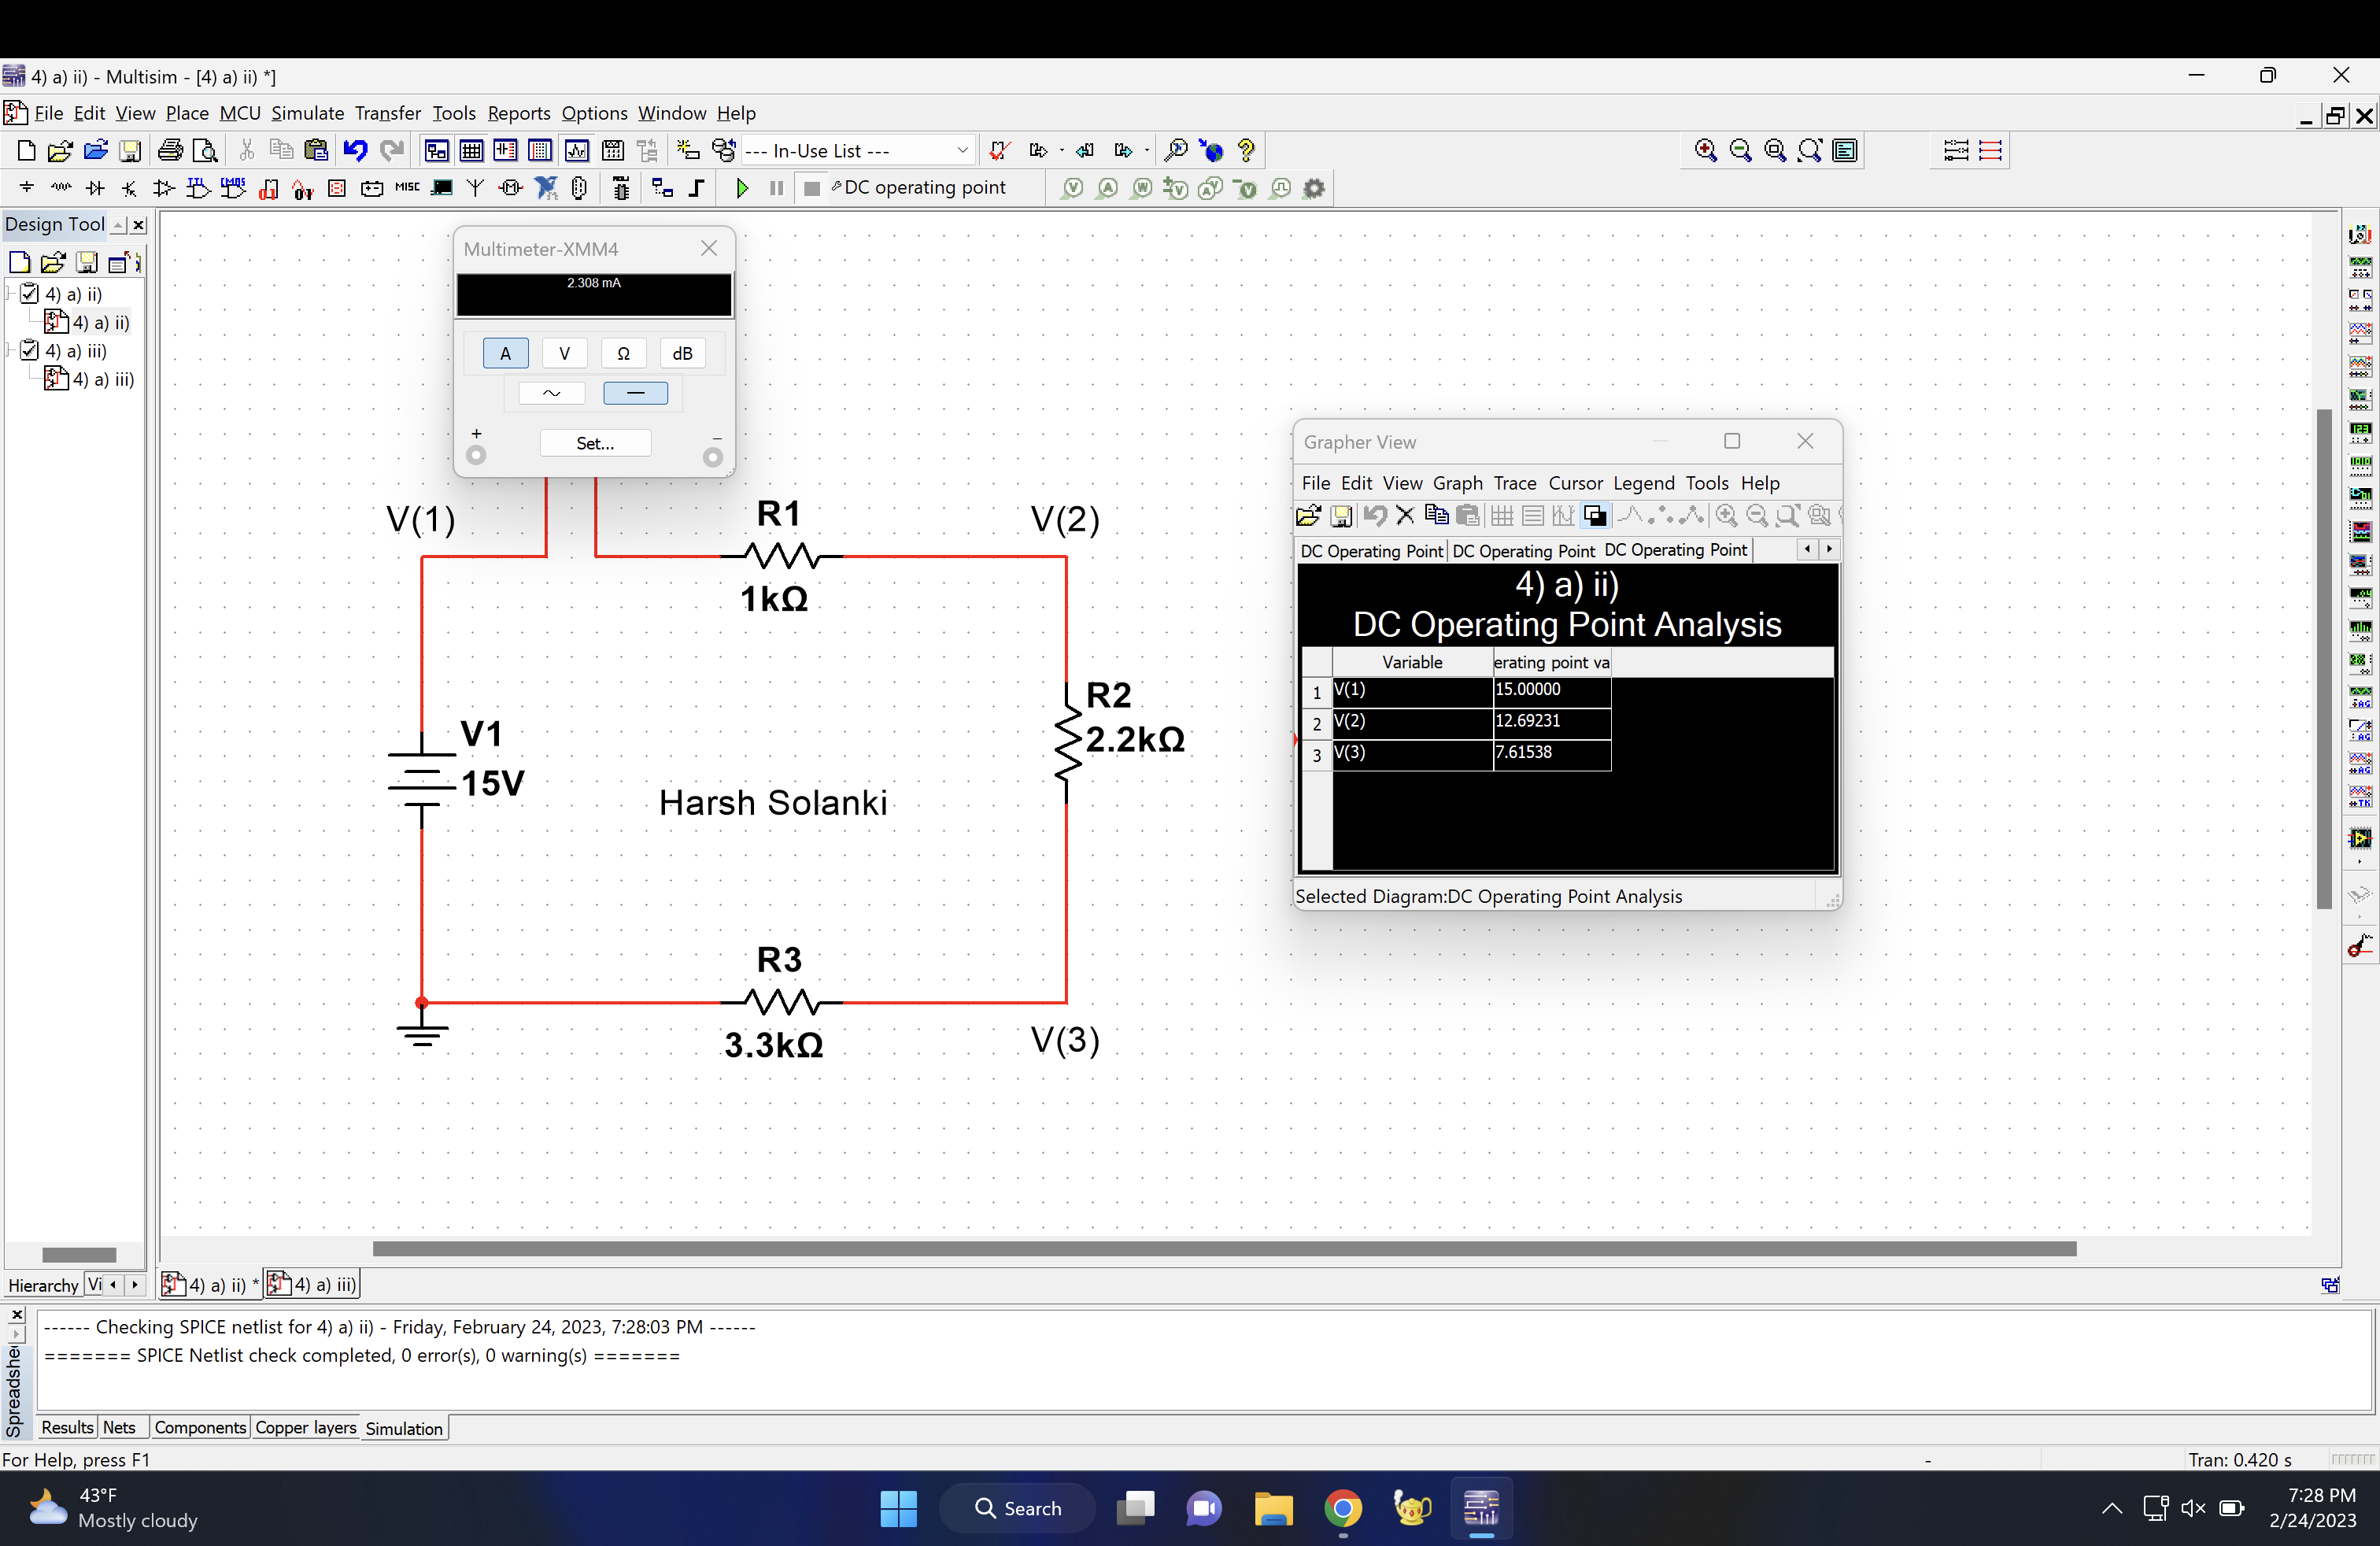 4) a) ii) - Multisim - [4) a) ii) *]
File Edit View Place MCU Simulate Transfer Tools Reports Options Window Help
--- In-Use List ---
MISC
DC operating point
Design Tool
4) a) ii)
4) a) ii)
4) a) iii)
4) a) iii)
Multimeter-XMM4
2.308 mA
A V Ω dB
+ Set... –
V(1)
R1
1kΩ
V(2)
R2
2.2kΩ
V1
15V
Harsh Solanki
R3
3.3kΩ
V(3)
Grapher View
File Edit View Graph Trace Cursor Legend Tools Help
DC Operating Point DC Operating Point DC Operating Point
4) a) ii)
DC Operating Point Analysis
Variable erating point va
1 V(1) 15.00000
2 V(2) 12.69231
3 V(3) 7.61538
Selected Diagram:DC Operating Point Analysis
Hierarchy Vi
4) a) ii) * 4) a) iii)
Spreadshee
------ Checking SPICE netlist for 4) a) ii) - Friday, February 24, 2023, 7:28:03 PM ------
======= SPICE Netlist check completed, 0 error(s), 0 warning(s) =======
Results Nets Components Copper layers Simulation
For Help, press F1
- Tran: 0.420 s
43°F
Mostly cloudy
Search
7:28 PM
2/24/2023